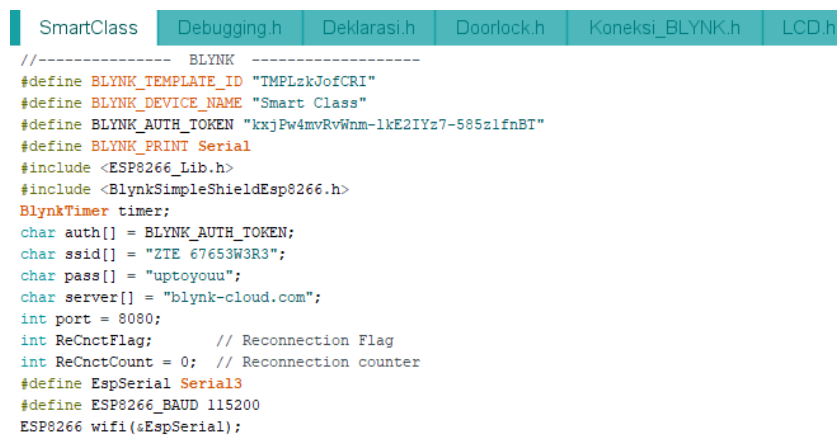 SmartClass Debugging.h Deklarasi.h Doorlock.h Koneksi_BLYNK.h LCD.h
//--------------- BLYNK -------------------
#define BLYNK_TEMPLATE_ID "TMPLzkJofCRI"
#define BLYNK_DEVICE_NAME "Smart Class"
#define BLYNK_AUTH_TOKEN "kxjPw4mvRvWnm-lkE2IYz7-585zlfnBT"
#define BLYNK_PRINT Serial
#include <ESP8266_Lib.h>
#include <BlynkSimpleShieldEsp8266.h>
BlynkTimer timer;
char auth[] = BLYNK_AUTH_TOKEN;
char ssid[] = "ZTE 67653W3R3";
char pass[] = "uptoyouu";
char server[] = "blynk-cloud.com";
int port = 8080;
int ReCnctFlag; // Reconnection Flag
int ReCnctCount = 0; // Reconnection counter
#define EspSerial Serial3
#define ESP8266_BAUD 115200
ESP8266 wifi(&EspSerial);